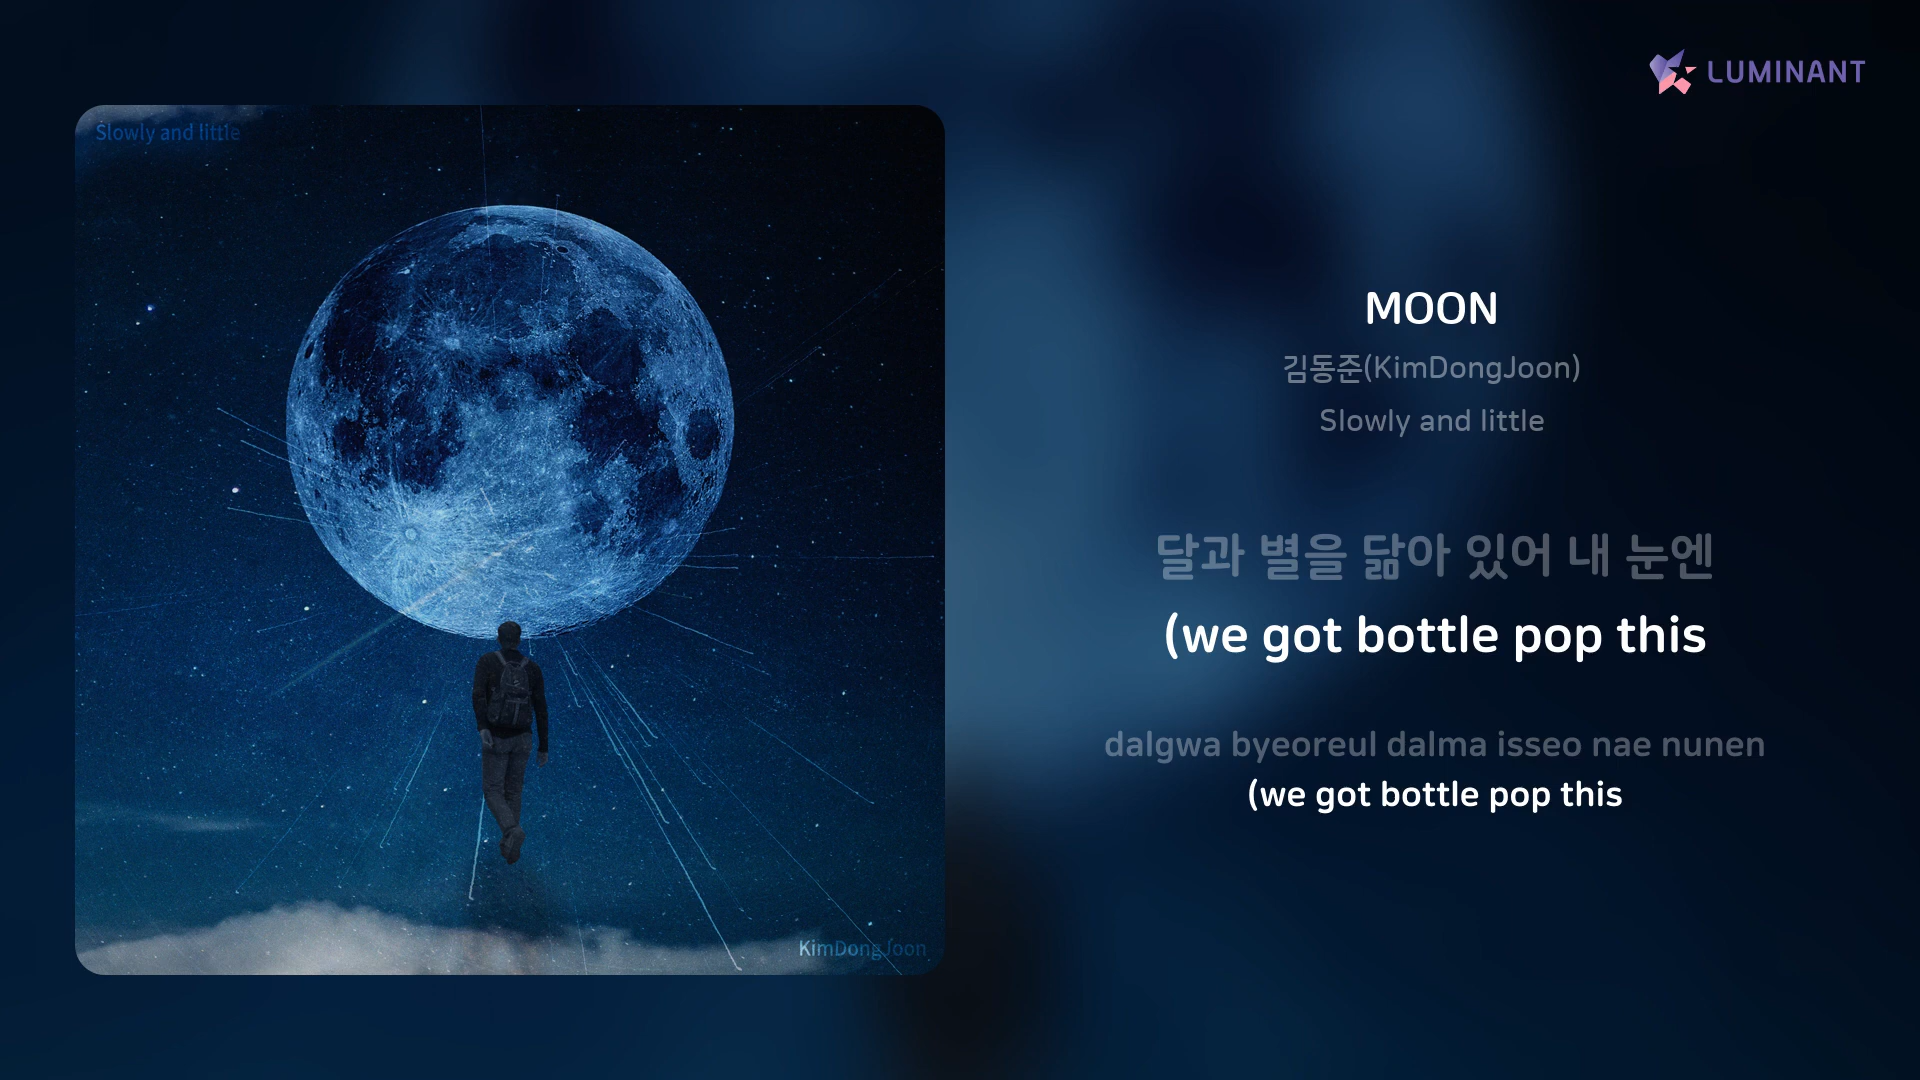 LUMINANT
Slowly and little
KimDongJoon
MOON
김동준(KimDongJoon)
Slowly and little
달과 별을 닮아 있어 내 눈엔
(we got bottle pop this
dalgwa byeoreul dalma isseo nae nunen
(we got bottle pop this